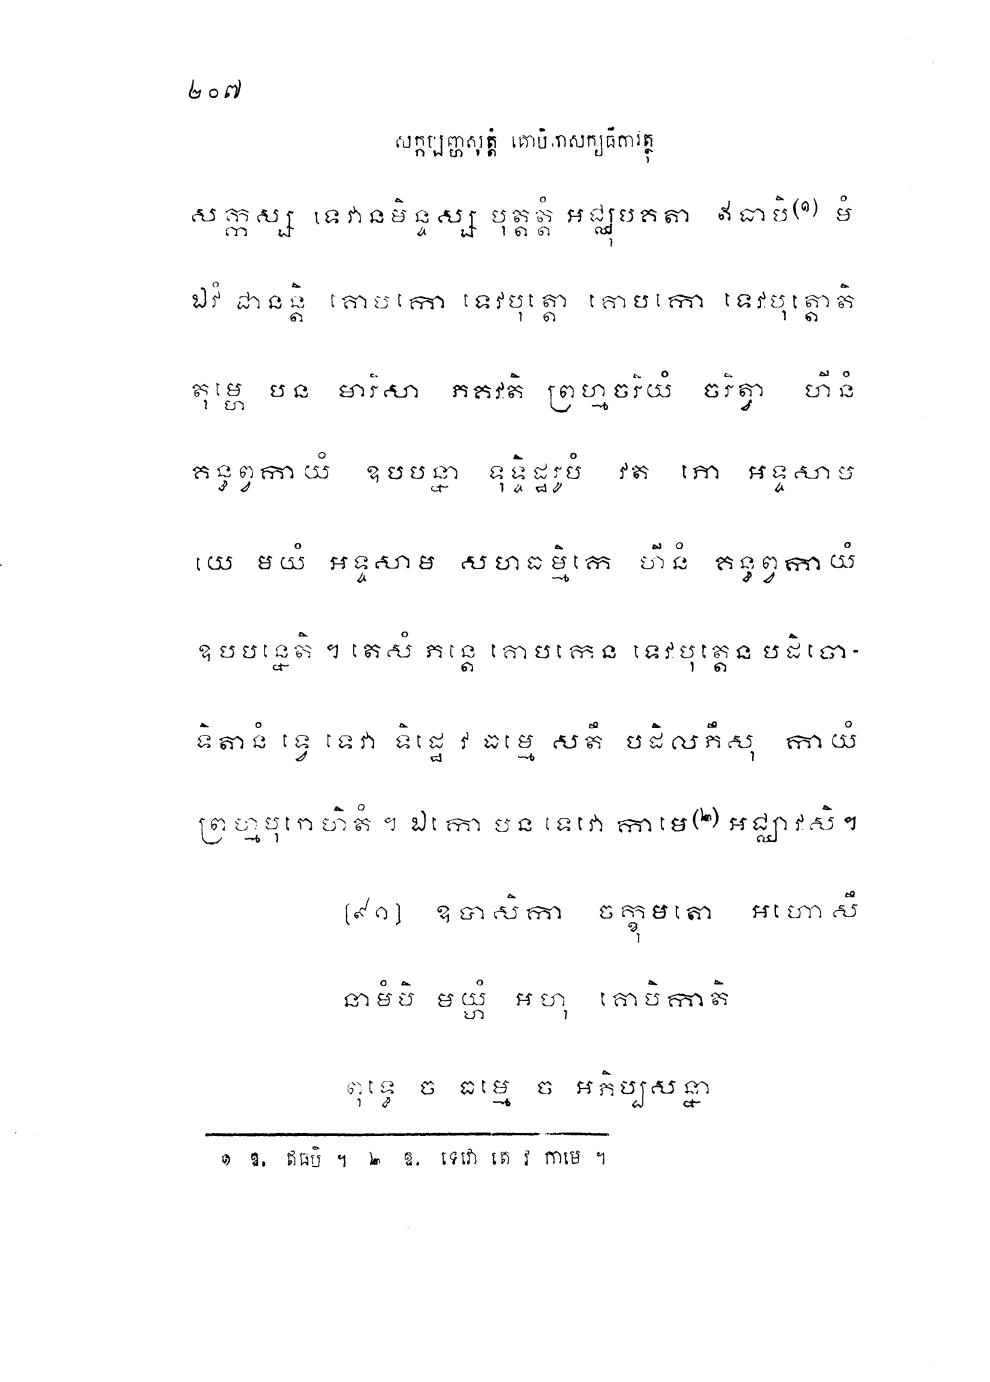 ២០៧
សក្កប្បញ្ហសុត្តំ គោបិកាសក្យធីតាវត្ថុ
សក្កស្ស ទេវានមិន្ទស្ស បុត្តត្តំ អជ្ឈុបគតា ឥធាបិ(១) មំ
ឯវំ ជានន្តិ គោបកោ ទេវបុត្តោ គោបកោ ទេវបុត្តោតិ
តុម្ហេ បន មារិសា ភគវតិ ព្រហ្មចរិយំ ចរិត្វា ហីនំ
គន្ធព្វកាយំ ឧបបន្នា ទុទ្ទិដ្ឋរូបំ វត ភោ អទ្ទសាប
យេ មយំ អទ្ទសាម សហធម្មិកេ ហីនំ គន្ធព្វកាយំ
ឧបបន្នេតិ ។ តេសំ ភន្តេ គោបកេន ទេវបុត្តេន បដិចោ-
ទិតានំ ទ្វេ ទេវា ទិដ្ឋេ វ ធម្មេ សតឹ បដិលភឹសុ កាយំ
ព្រហ្មបុរោហិតំ ។ ឯកោ បន ទេវោ កាមេ(២) អជ្ឈាវសិ។
[៩១] ឧបាសិកា ចក្ខុមតោ អហោសឹ
នាមំបិ មយ្ហំ អហុ គោបិកាតិ
ពុទ្ធេ ច ធម្មេ ច អភិប្បសន្នា
១ ឱ. ឥធបិ ។ ២ ឱ. ទេវោ តេ វ កាមេ ។